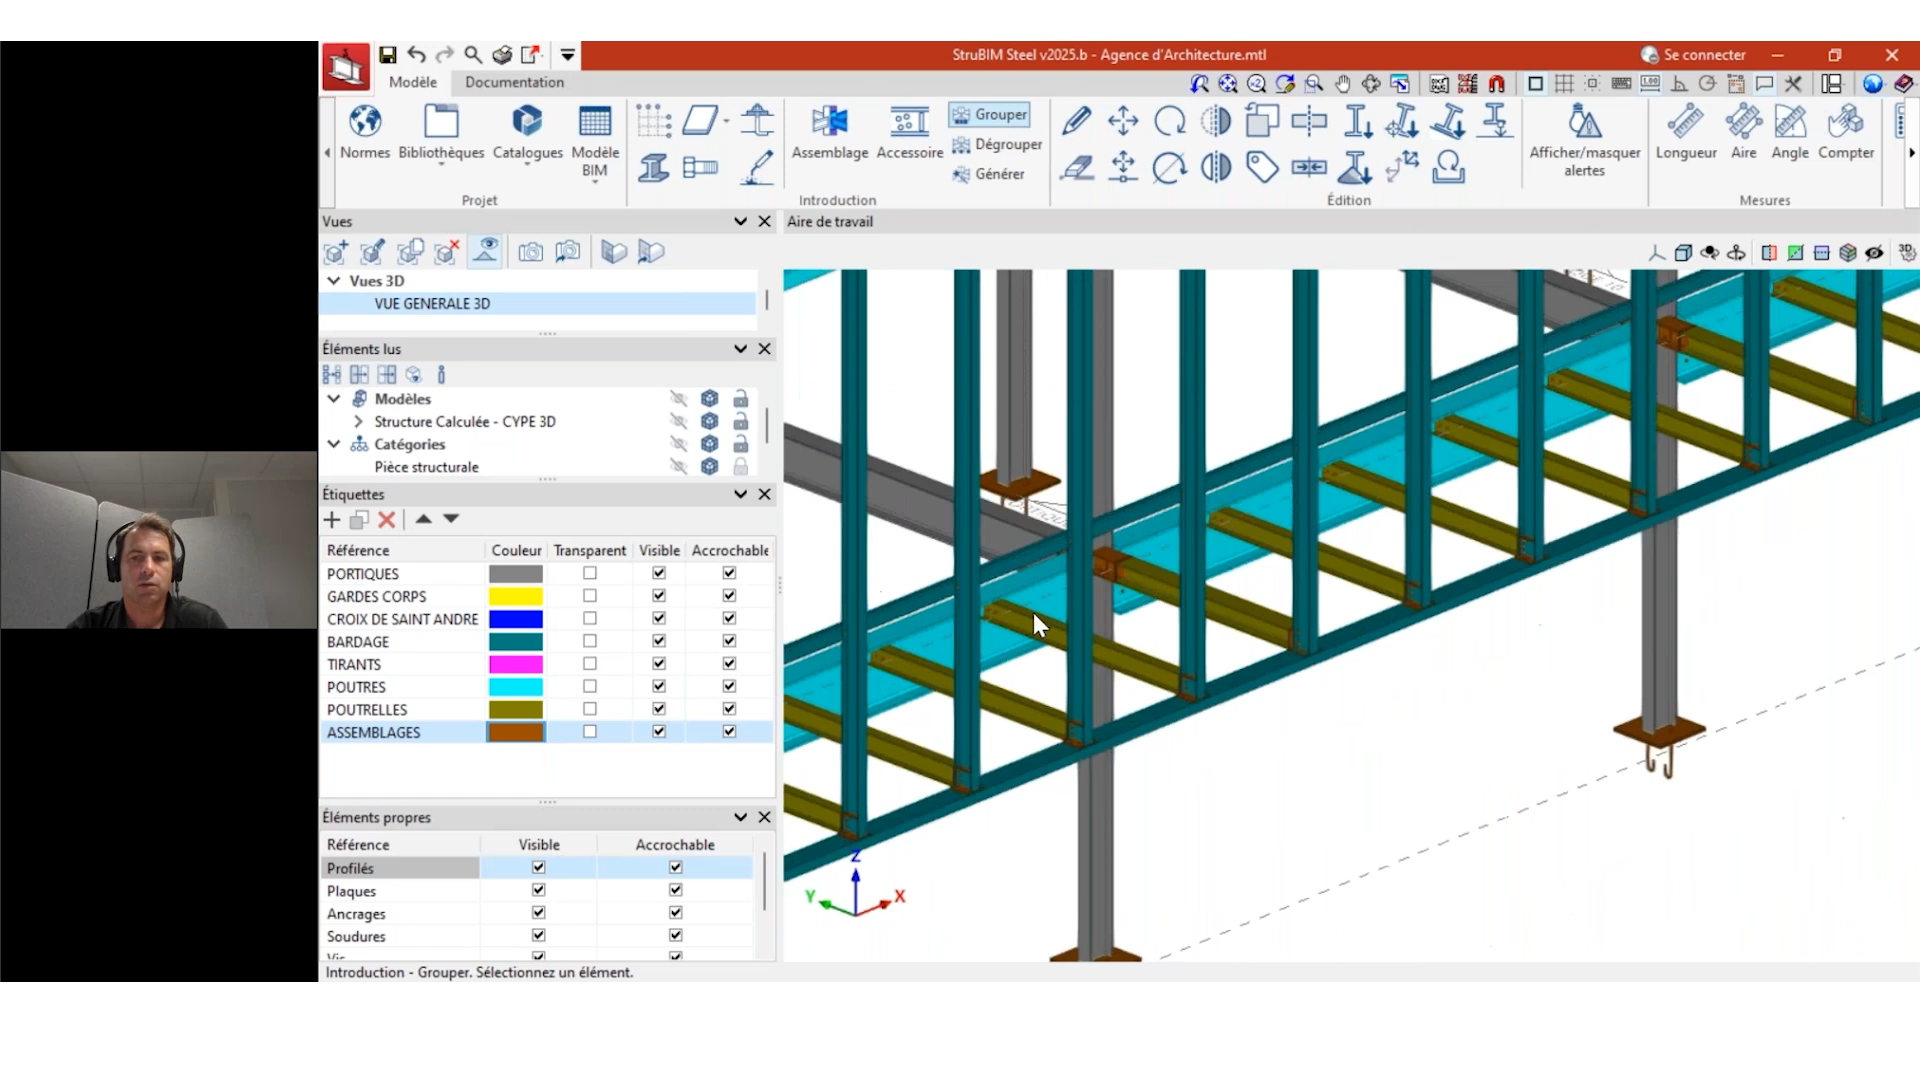 StruBIM Steel v2025.b - Agence d'Architecture.mtl
Se connecter
Modèle
Documentation
Normes
Bibliothèques
Catalogues
Modèle
BIM
Projet
Assemblage
Accessoire
Grouper
Dégrouper
Générer
Introduction
Édition
Afficher/masquer
alertes
Longueur
Aire
Angle
Compter
Mesures
Vues
Aire de travail
Vues 3D
VUE GENERALE 3D
Éléments lus
Modèles
Structure Calculée - CYPE 3D
Catégories
Pièce structurale
Étiquettes
Référence Couleur Transparent Visible Accrochable
PORTIQUES
GARDES CORPS
CROIX DE SAINT ANDRE
BARDAGE
TIRANTS
POUTRES
POUTRELLES
ASSEMBLAGES
Éléments propres
Référence Visible Accrochable
Profilés
Plaques
Ancrages
Soudures
Vis
Z
Y
X
Introduction - Grouper. Sélectionnez un élément.